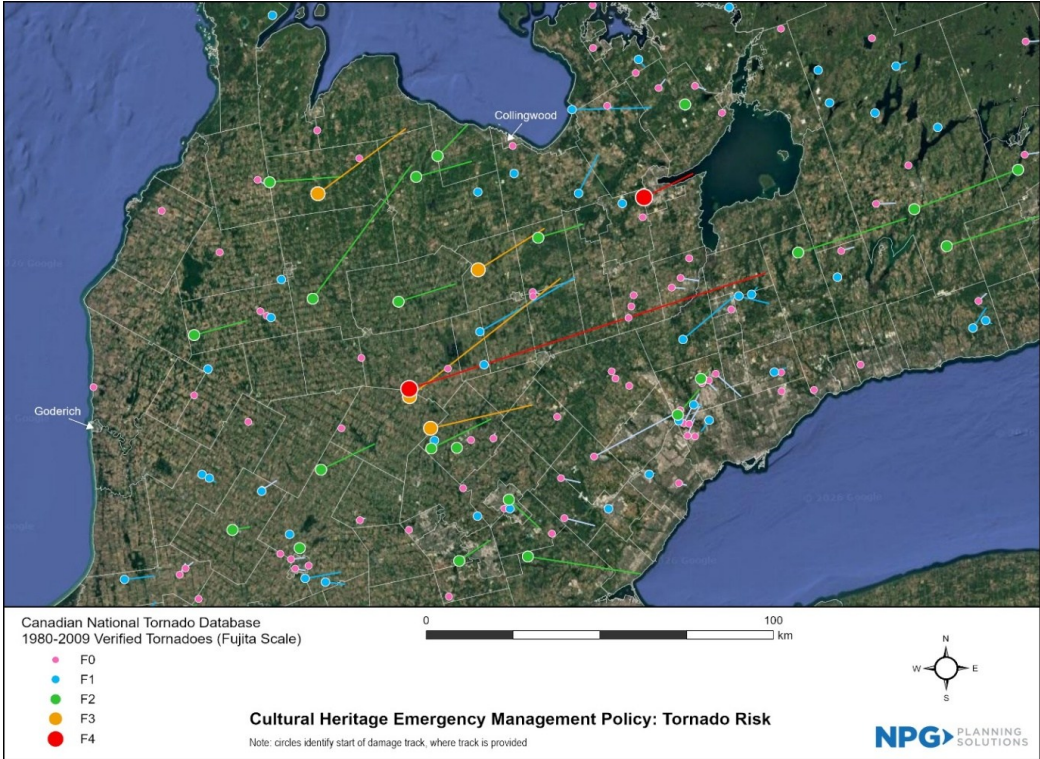 Collingwood
Goderich
© 2020 Google
Canadian National Tornado Database
1980-2009 Verified Tornadoes (Fujita Scale)
F0
F1
F2
F3
F4
0 100
km
Cultural Heritage Emergency Management Policy: Tornado Risk
Note: circles identify start of damage track, where track is provided
N
W E
S
NPG PLANNING
SOLUTIONS